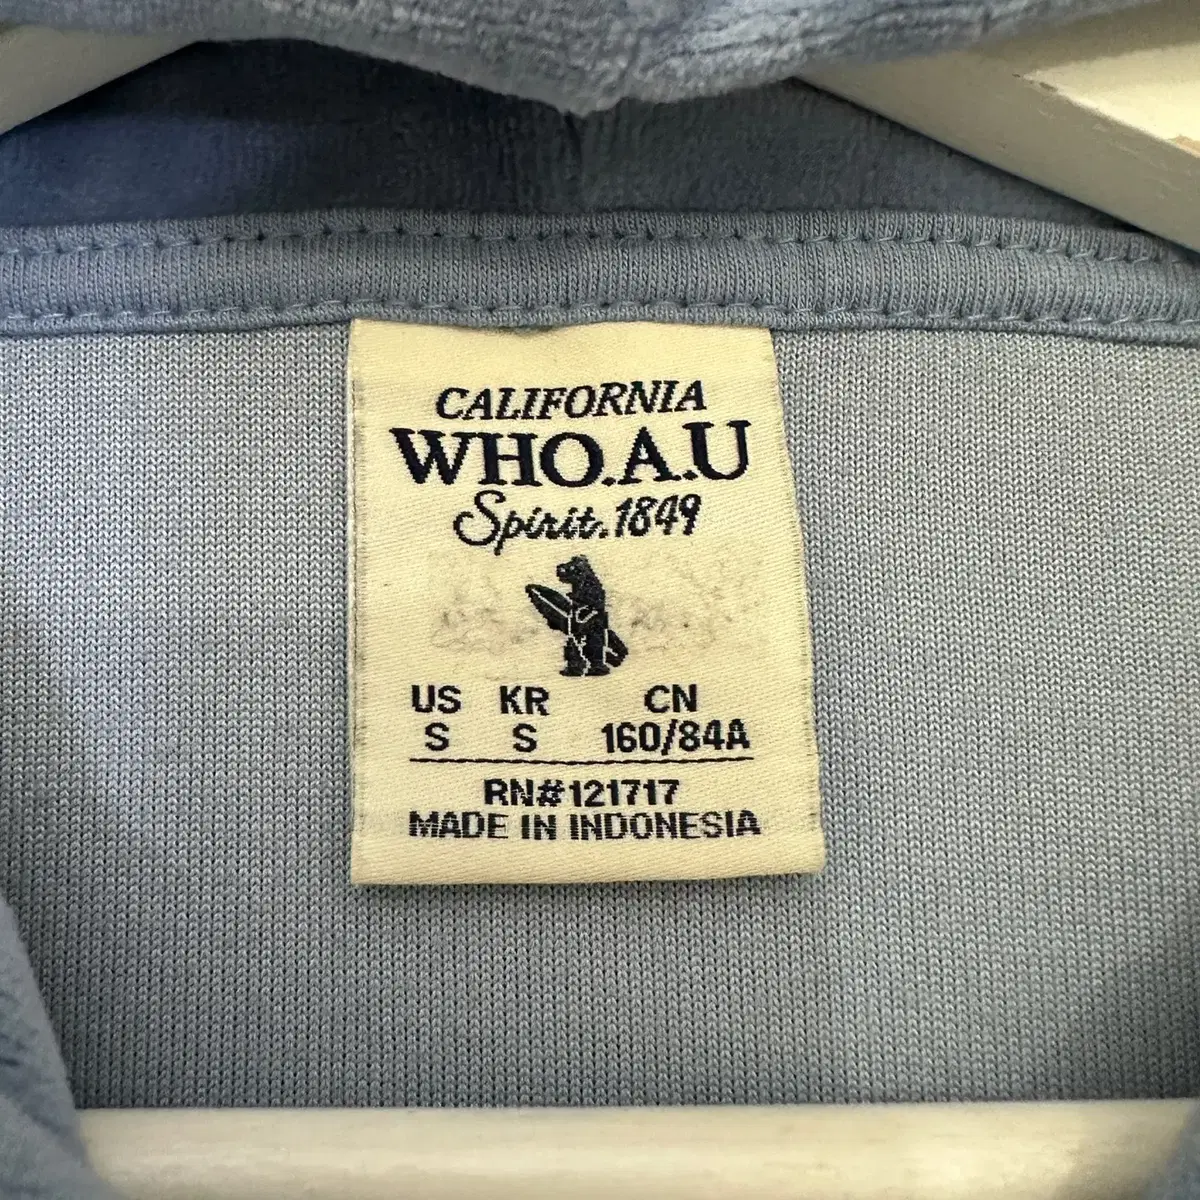 CALIFORNIA
WHO.A.U
Spirit.1849
US KR CN
S S 160/84A
RN#121717
MADE IN INDONESIA